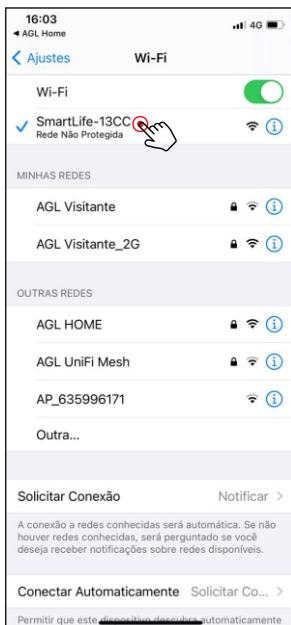 16:03
4G
◀ AGL Home
Ajustes
Wi-Fi
Wi-Fi
SmartLife-13CC
Rede Não Protegida
MINHAS REDES
AGL Visitante
AGL Visitante_2G
OUTRAS REDES
AGL HOME
AGL UniFi Mesh
AP_635996171
Outra...
Solicitar Conexão Notificar
A conexão a redes conhecidas será automática. Se não
houver redes conhecidas, será perguntado se você
deseja receber notificações sobre redes disponíveis.
Conectar Automaticamente Solicitar Co...
Permitir que este dispositivo descubra automaticamente